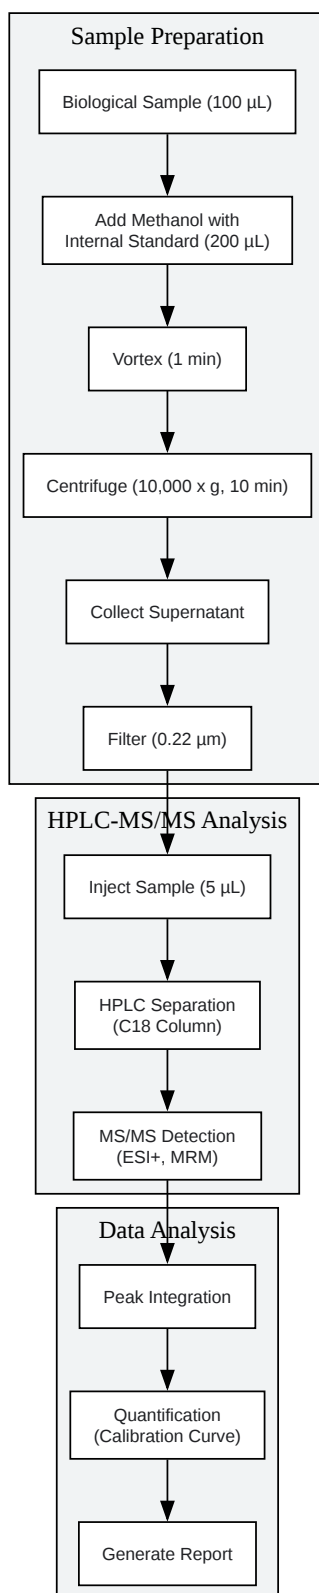 Sample Preparation
Biological Sample (100 µL)
Add Methanol with
Internal Standard (200 µL)
Vortex (1 min)
Centrifuge (10,000 x g, 10 min)
Collect Supernatant
Filter (0.22 µm)
HPLC-MS/MS Analysis
Inject Sample (5 µL)
HPLC Separation
(C18 Column)
MS/MS Detection
(ESI+, MRM)
Data Analysis
Peak Integration
Quantification
(Calibration Curve)
Generate Report